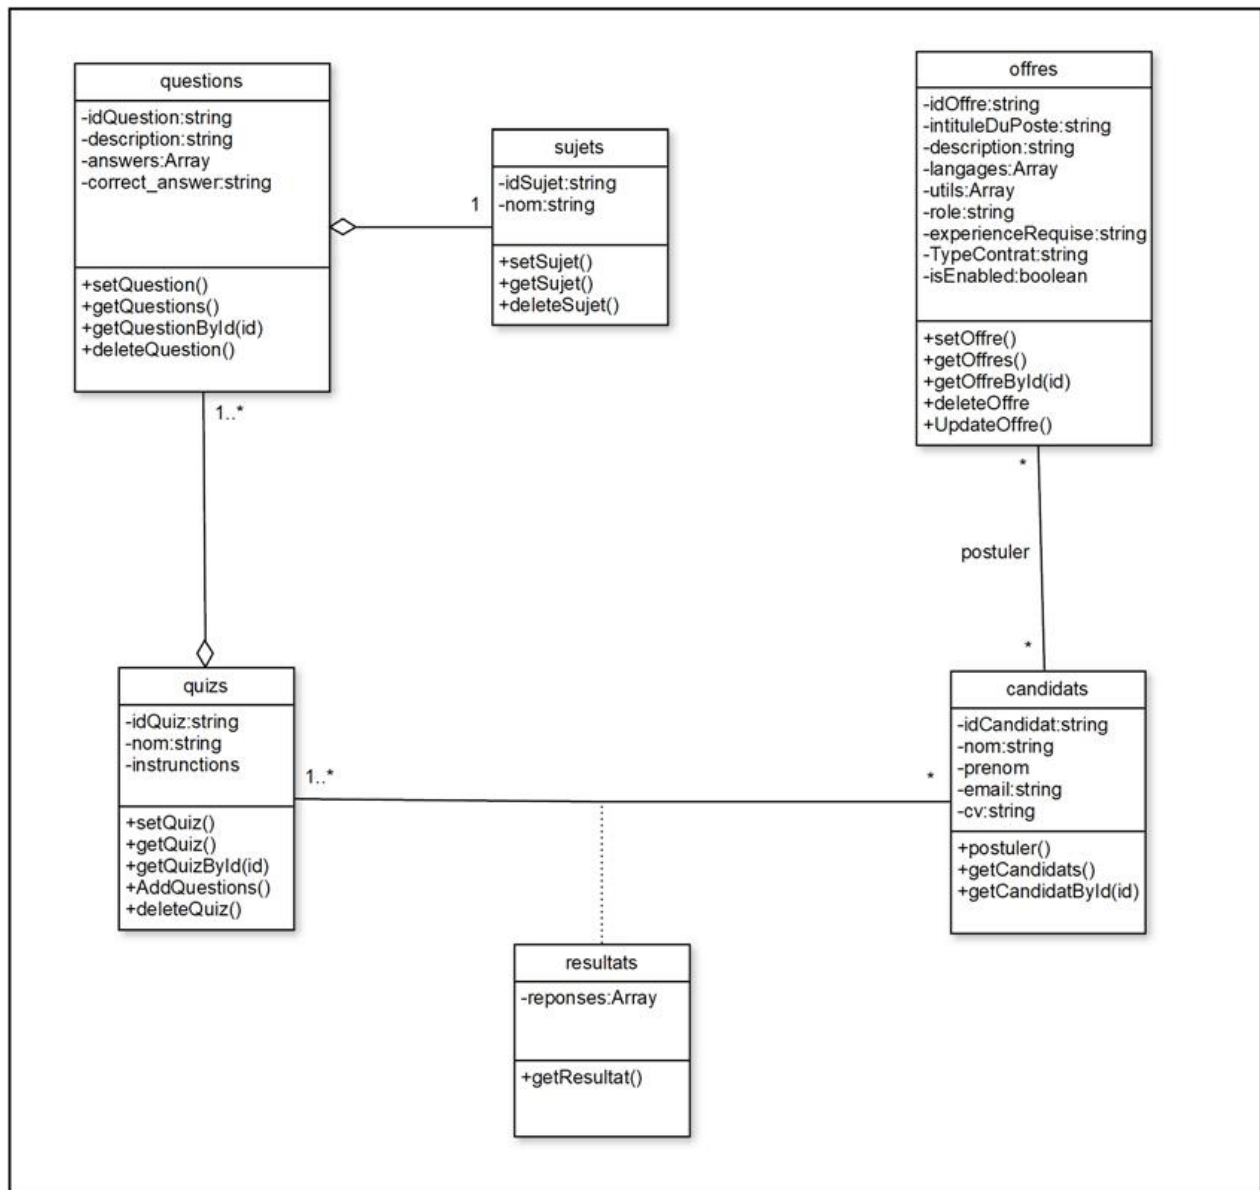 questions
-idQuestion:string
-description:string
-answers:Array
-correct_answer:string
+setQuestion()
+getQuestions()
+getQuestionById(id)
+deleteQuestion()
1..*
1
sujets
-idSujet:string
-nom:string
+setSujet()
+getSujet()
+deleteSujet()
offres
-idOffre:string
-intituleDuPoste:string
-description:string
-langages:Array
-utils:Array
-role:string
-experienceRequise:string
-TypeContrat:string
-isEnabled:boolean
+setOffre()
+getOffres()
+getOffreById(id)
+deleteOffre
+UpdateOffre()
*
postuler
*
quizs
-idQuiz:string
-nom:string
-instrunctions
+setQuiz()
+getQuiz()
+getQuizById(id)
+AddQuestions()
+deleteQuiz()
1..*
*
candidats
-idCandidat:string
-nom:string
-prenom
-email:string
-cv:string
+postuler()
+getCandidats()
+getCandidatById(id)
resultats
-reponses:Array
+getResultat()